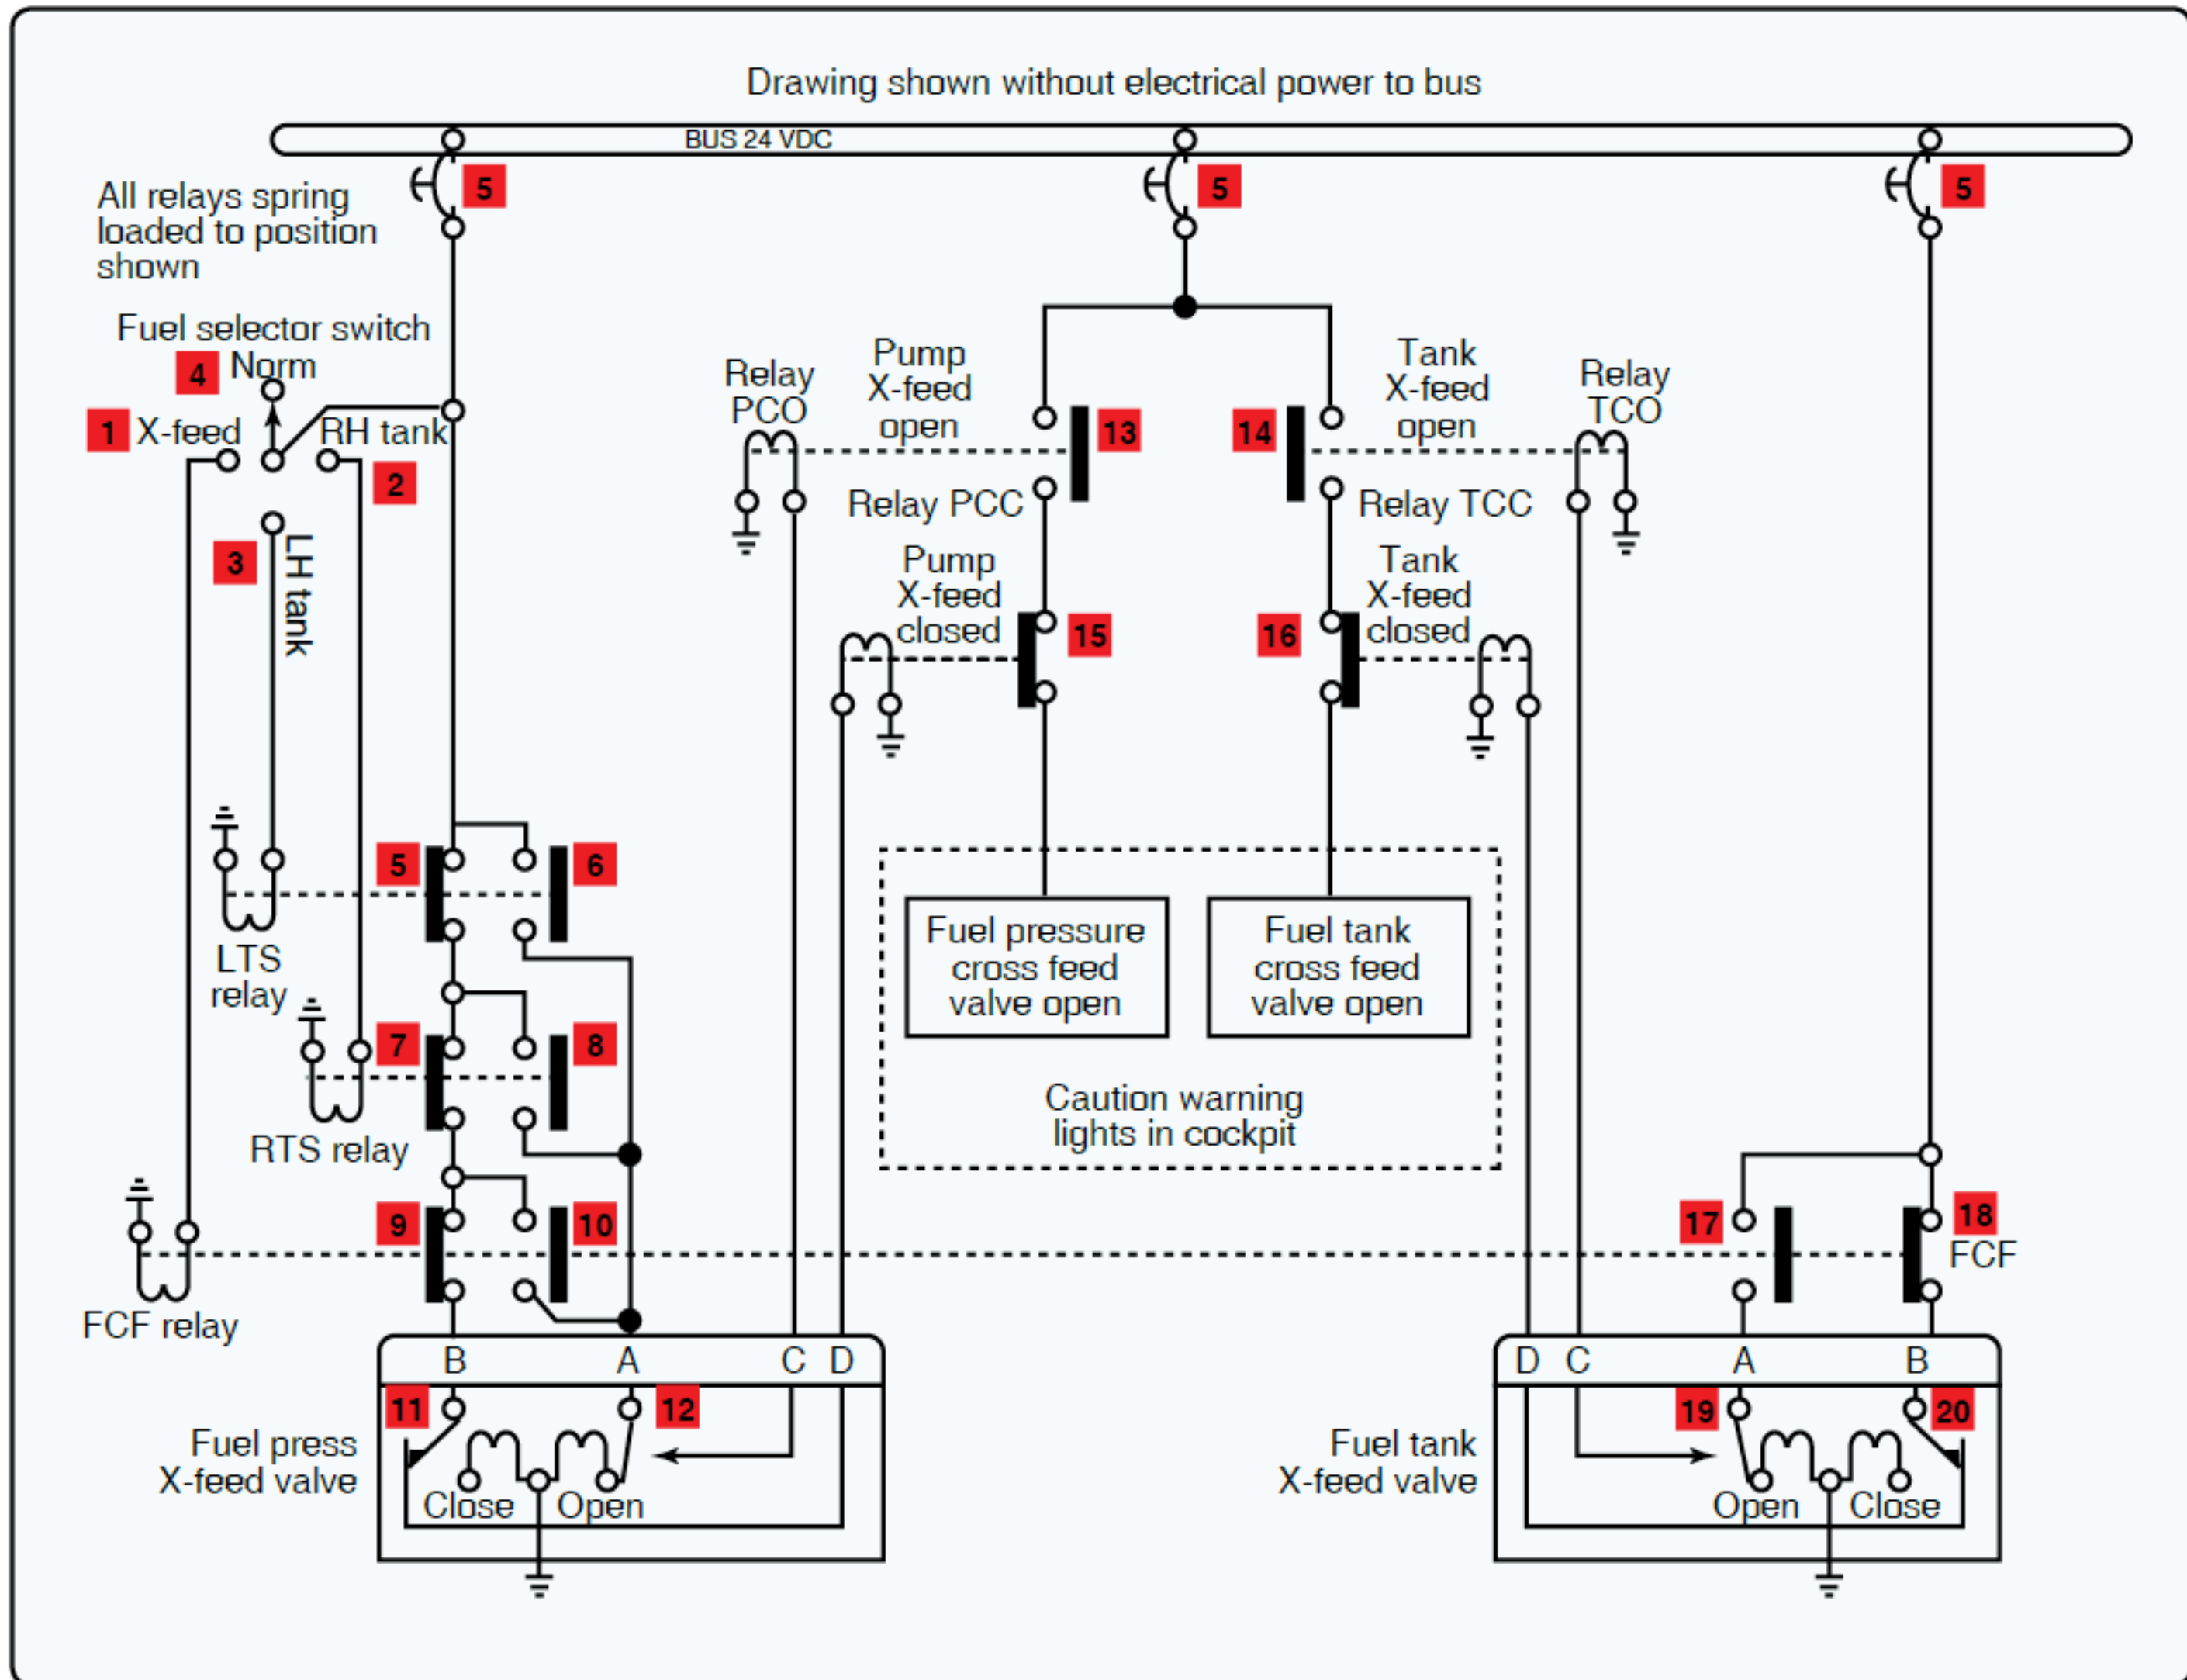 Drawing shown without electrical power to bus
BUS 24 VDC
5
5
5
All relays spring
loaded to position
shown
Fuel selector switch
4 Norm
1 X-feed
RH tank
2
3
LH tank
Relay
PCO
Pump
X-feed
open
13
14
Tank
X-feed
open
Relay
TCO
Relay PCC
Relay TCC
Pump
X-feed
closed
15
16
Tank
X-feed
closed
5
6
LTS
relay
7
8
RTS relay
9
10
FCF relay
Fuel pressure
cross feed
valve open
Fuel tank
cross feed
valve open
Caution warning
lights in cockpit
17
18
FCF
B A C D
11
12
Fuel press
X-feed valve
Close Open
D C A B
19
20
Fuel tank
X-feed valve
Open Close